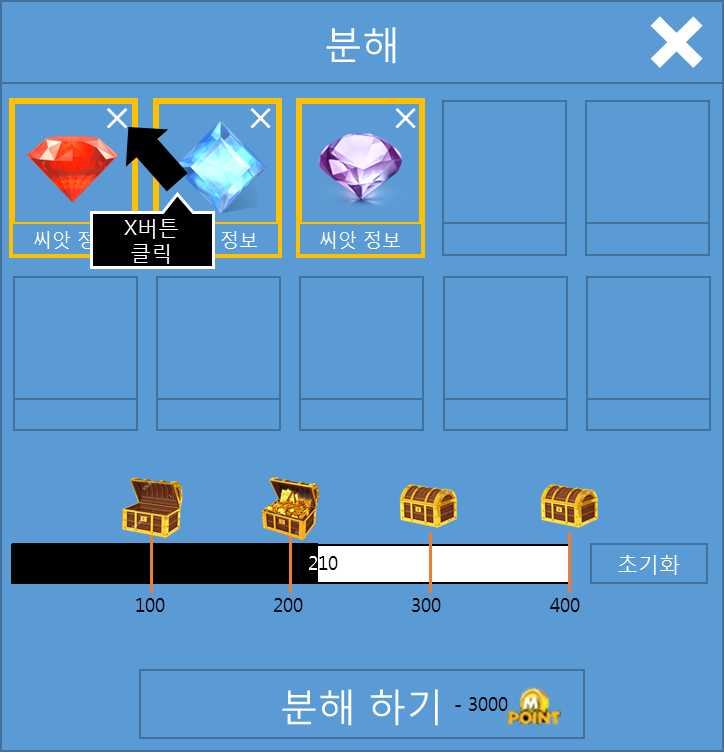 분해
씨앗 정
정보
씨앗 정보
X버튼
클릭
210
초기화
100
200
300
400
분해 하기
- 3000
M
POINT